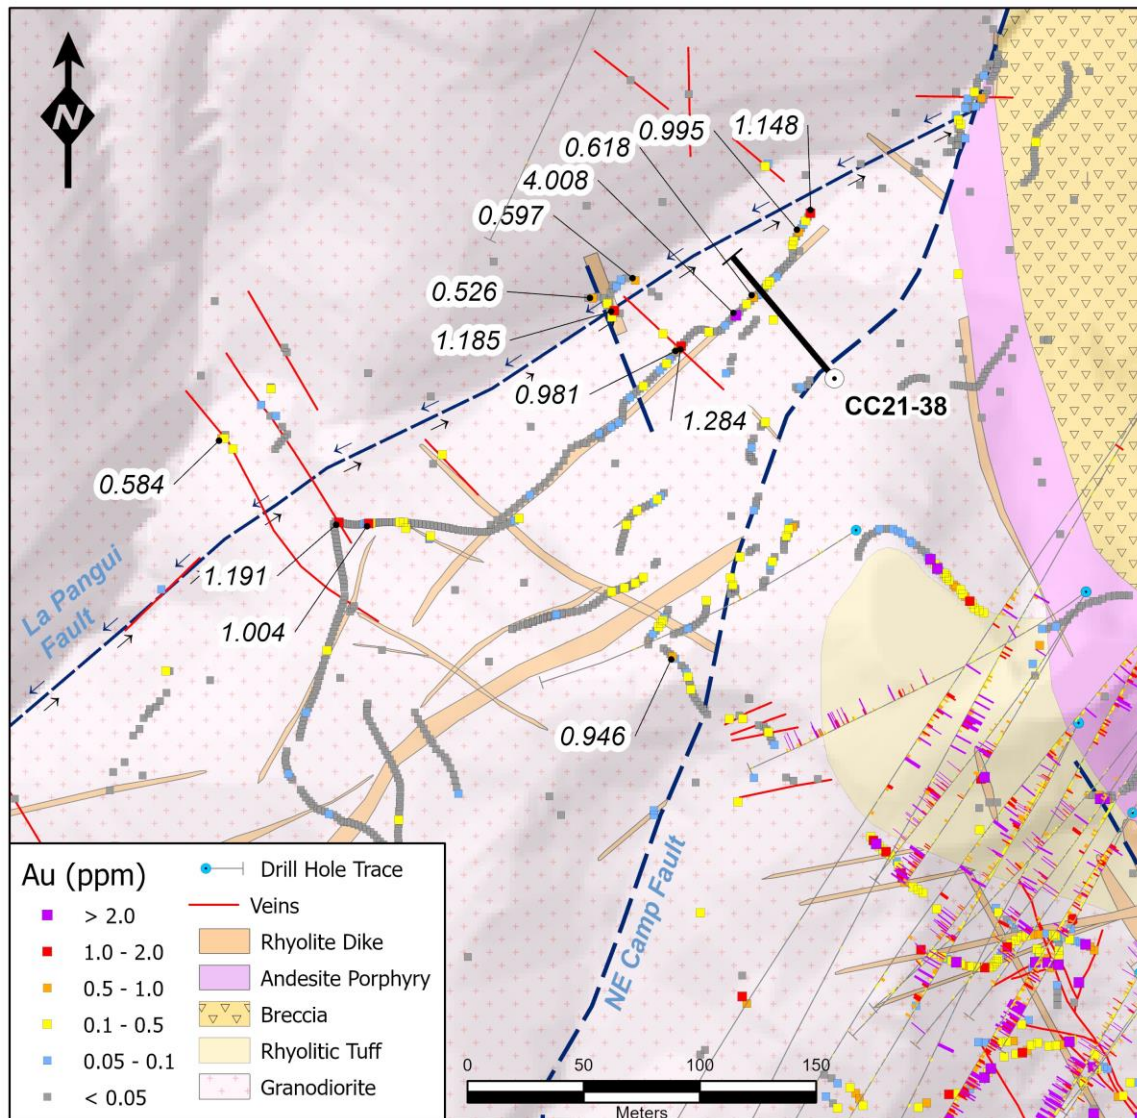 N
0.995
1.148
0.618
4.008
0.597
0.526
1.185
0.981
1.284
CC21-38
0.584
1.191
1.004
La Pangui
Fault
0.946
NE Camp Fault
Au (ppm)
> 2.0
1.0 - 2.0
0.5 - 1.0
0.1 - 0.5
0.05 - 0.1
< 0.05
Drill Hole Trace
Veins
Rhyolite Dike
Andesite Porphyry
Breccia
Rhyolitic Tuff
Granodiorite
0 50 100 150
Meters